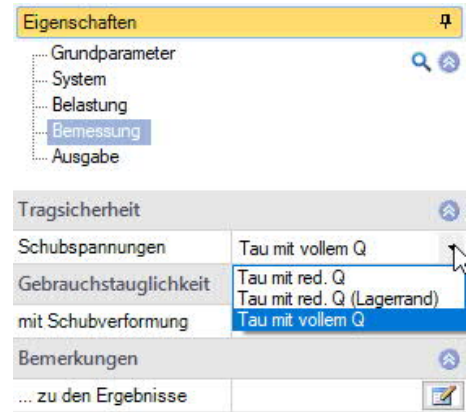 Eigenschaften
Grundparameter
System
Belastung
Bemessung
Ausgabe
Tragsicherheit
Schubspannungen Tau mit vollem Q
Tau mit red. Q
Gebrauchstauglichkeit Tau mit red. Q (Lagerrand)
mit Schubverformung Tau mit vollem Q
Bemerkungen
... zu den Ergebnisse